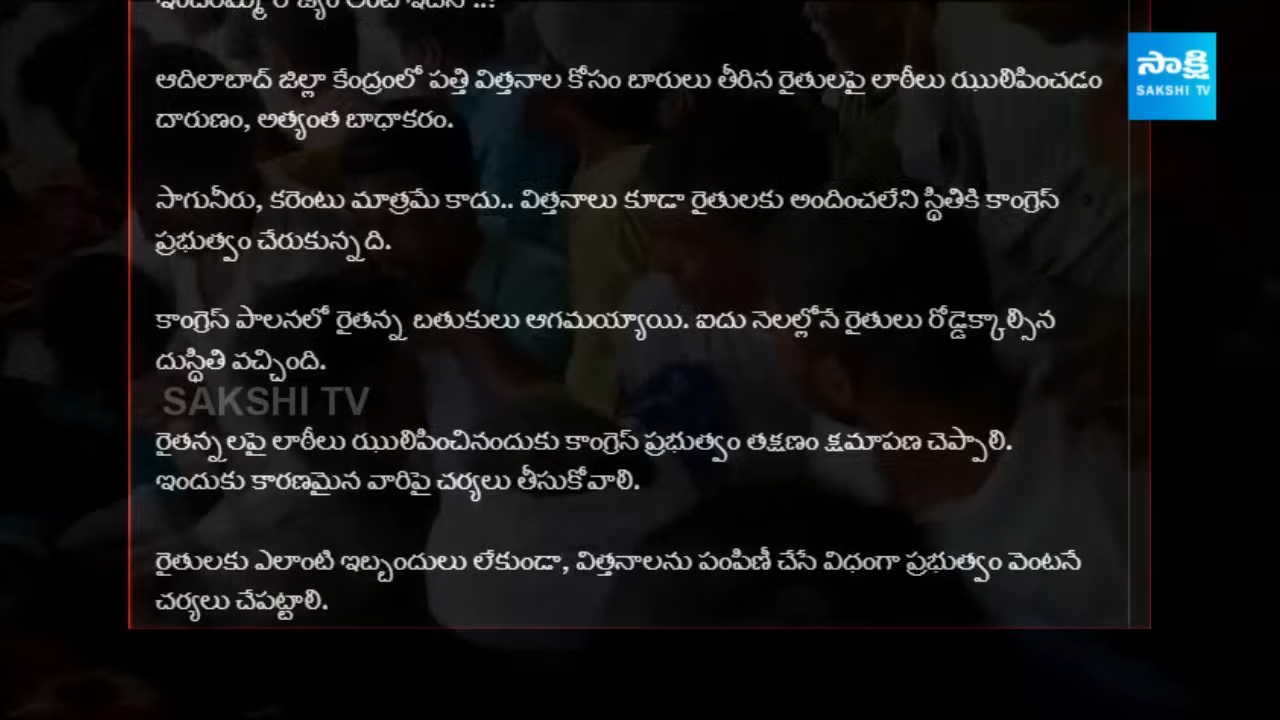 సాక్షి
SAKSHI TV
ఆదిలాబాద్ జిల్లా కేంద్రంలో పత్తి విత్తనాల కోసం బారులు తీరిన రైతులపై లాఠీలు ఝులిపించడం
దారుణం, అత్యంత బాధాకరం.
సాగునీరు, కరెంటు మాత్రమే కాదు.. విత్తనాలు కూడా రైతులకు అందించలేని స్థితికి కాంగ్రెస్
ప్రభుత్వం చేరుకున్నది.
కాంగ్రెస్ పాలనలో రైతన్న బతుకులు ఆగమయ్యాయి. ఐదు నెలల్లోనే రైతులు రోడ్డెక్కాల్సిన
దుస్థితి వచ్చింది.
SAKSHI TV
రైతన్నలపై లాఠీలు ఝులిపించినందుకు కాంగ్రెస్ ప్రభుత్వం తక్షణం క్షమాపణ చెప్పాలి.
ఇందుకు కారణమైన వారిపై చర్యలు తీసుకోవాలి.
రైతులకు ఎలాంటి ఇబ్బందులు లేకుండా, విత్తనాలను పంపిణీ చేసే విధంగా ప్రభుత్వం వెంటనే
చర్యలు చేపట్టాలి.